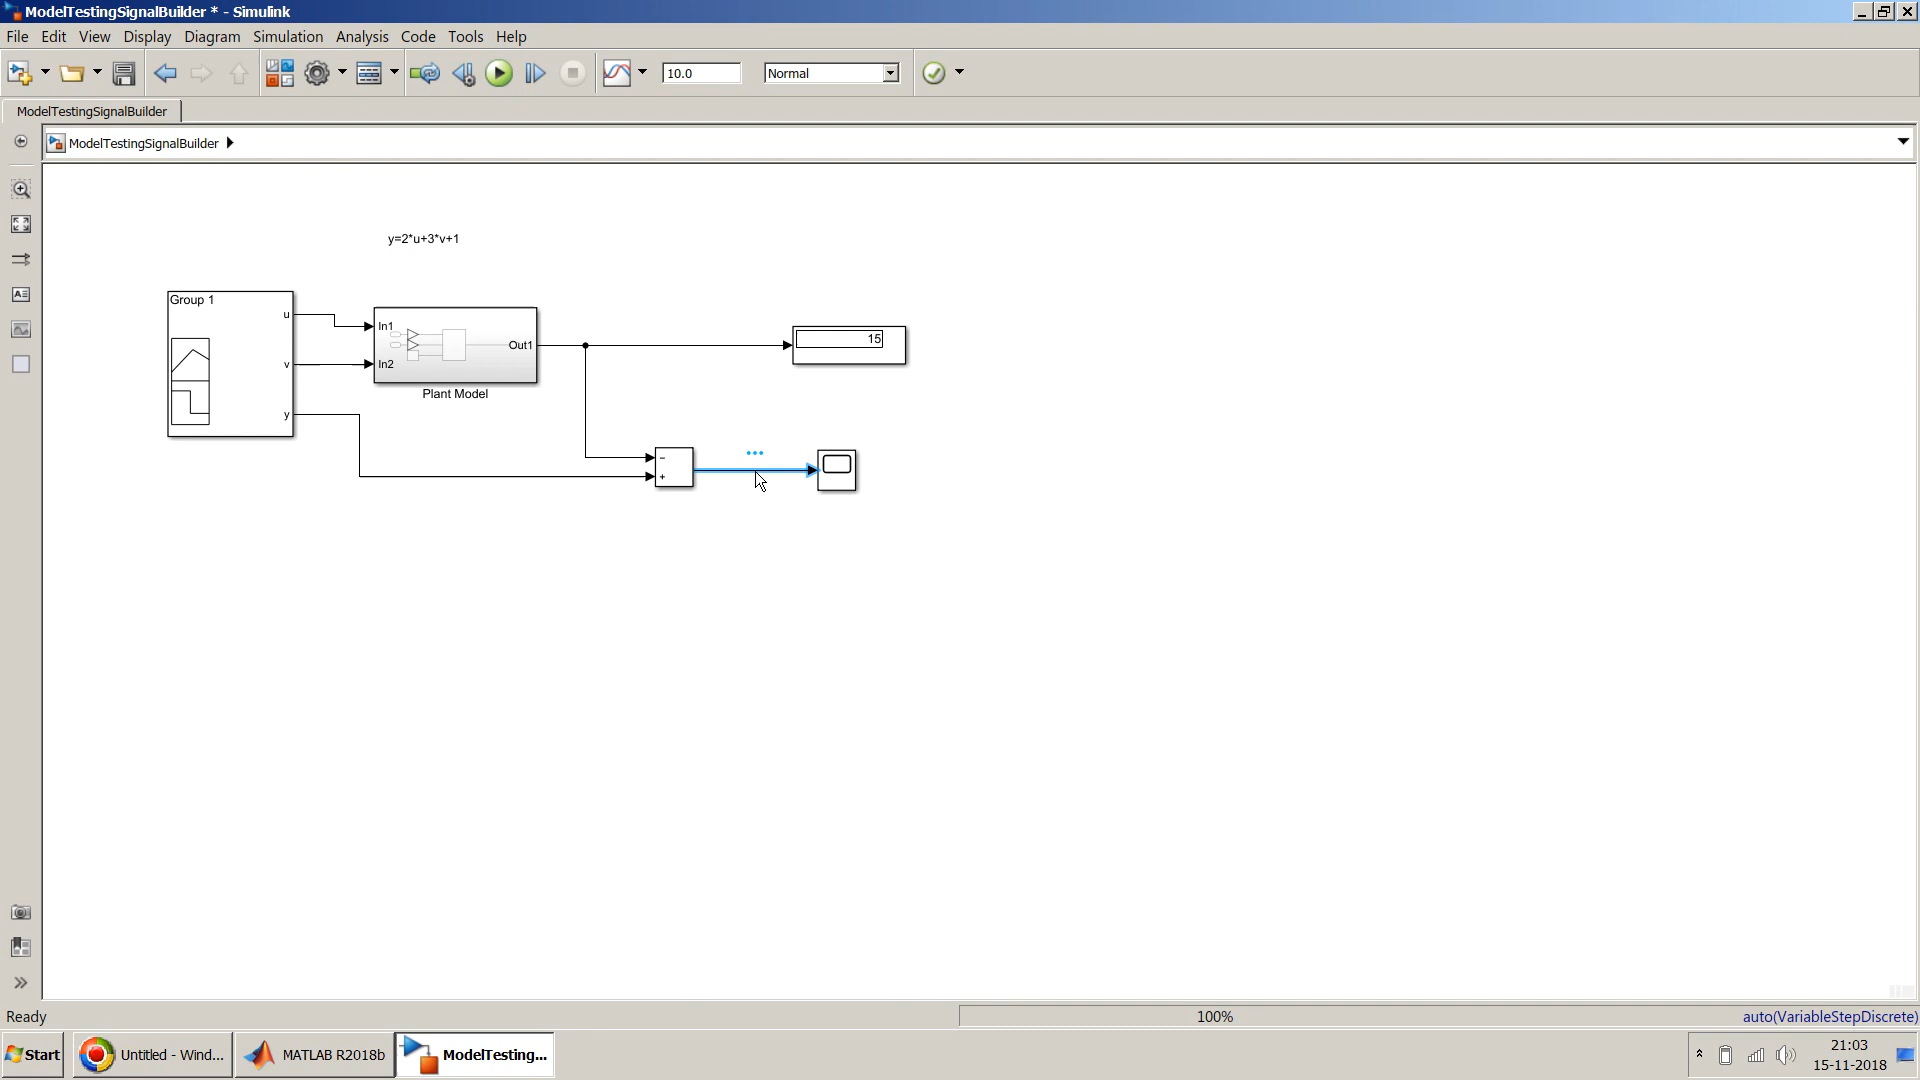 ModelTestingSignalBuilder * - Simulink
File Edit View Display Diagram Simulation Analysis Code Tools Help
10.0 Normal
ModelTestingSignalBuilder
ModelTestingSignalBuilder
y=2*u+3*v+1
Group 1
u
v
y
In1
In2
Out1
Plant Model
15
−
+
Ready 100% auto(VariableStepDiscrete)
Start Untitled - Wind... MATLAB R2018b ModelTesting... 21:03
15-11-2018